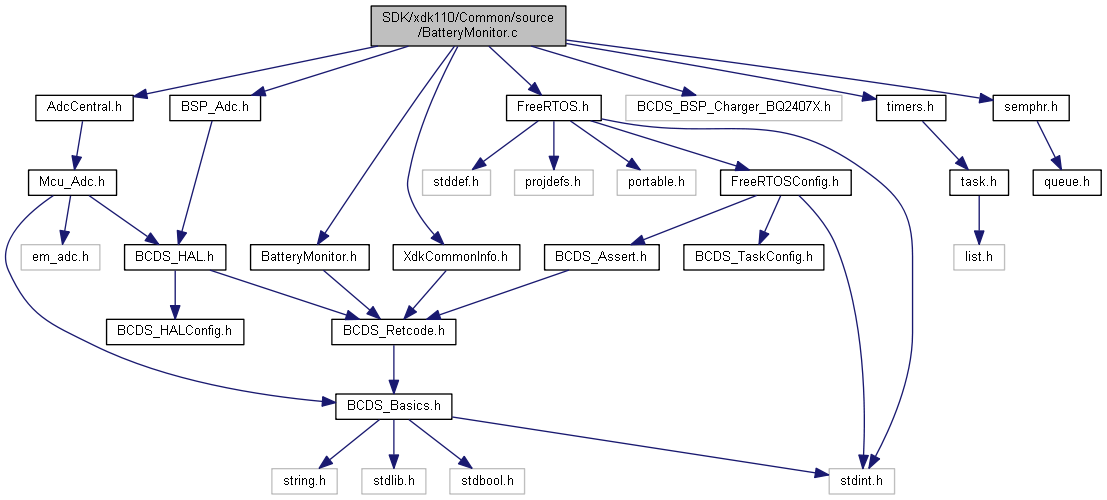 SDK/xdk110/Common/source
/BatteryMonitor.c
AdcCentral.h
BSP_Adc.h
FreeRTOS.h
BCDS_BSP_Charger_BQ2407X.h
timers.h
semphr.h
Mcu_Adc.h
stddef.h
projdefs.h
portable.h
FreeRTOSConfig.h
task.h
queue.h
em_adc.h
BCDS_HAL.h
BatteryMonitor.h
XdkCommonInfo.h
BCDS_Assert.h
BCDS_TaskConfig.h
list.h
BCDS_HALConfig.h
BCDS_Retcode.h
BCDS_Basics.h
string.h
stdlib.h
stdbool.h
stdint.h